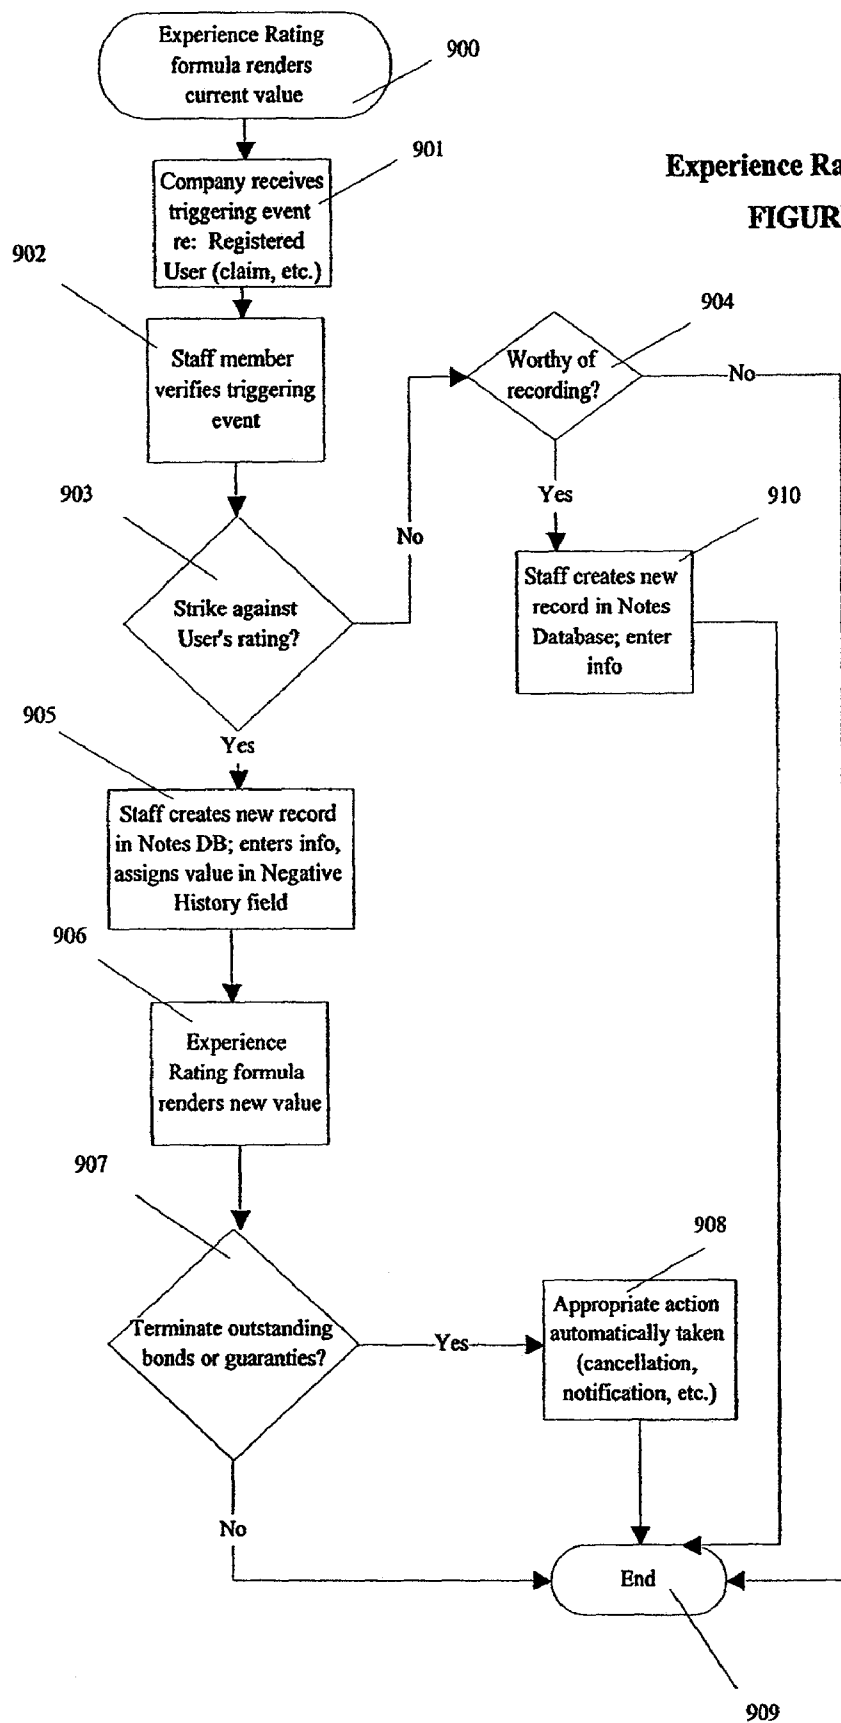 Experience Rating
formula renders
current value
900
901
Company receives
triggering event
re: Registered
User (claim, etc.)
Experience Ra
FIGUR
902
904
Staff member
verifies triggering
event
Worthy of
recording?
No
903
Yes
910
No
Strike against
User's rating?
Staff creates new
record in Notes
Database; enter
info
905
Yes
Staff creates new record
in Notes DB; enters info,
assigns value in Negative
History field
906
Experience
Rating formula
renders new value
907
908
Terminate outstanding
bonds or guaranties?
Yes
Appropriate action
automatically taken
(cancellation,
notification, etc.)
No
End
909